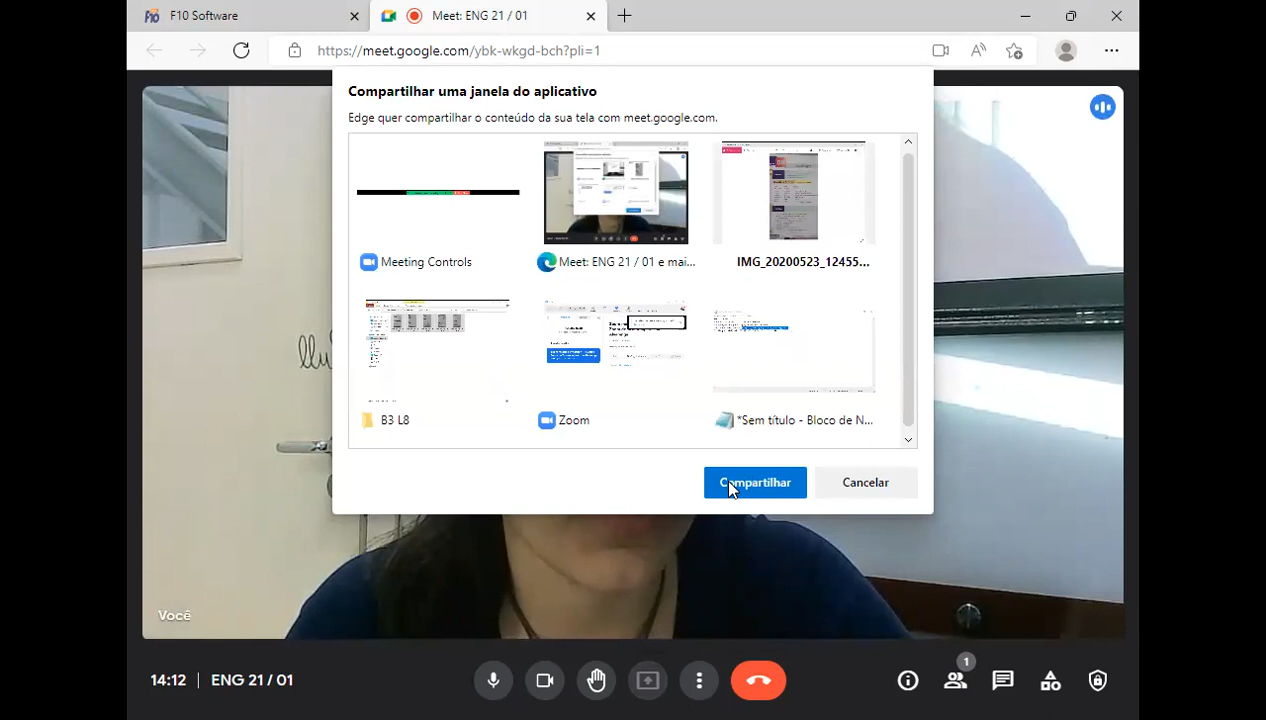 F10 Software
Meet: ENG 21 / 01
https://meet.google.com/ybk-wkgd-bch?pli=1
Compartilhar uma janela do aplicativo
Edge quer compartilhar o conteúdo da sua tela com meet.google.com.
Meeting Controls
Meet: ENG 21 / 01 e mai...
IMG_20200523_12455...
B3 L8
Zoom
*Sem título - Bloco de N...
Compartilhar
Cancelar
Você
14:12
ENG 21 / 01
1